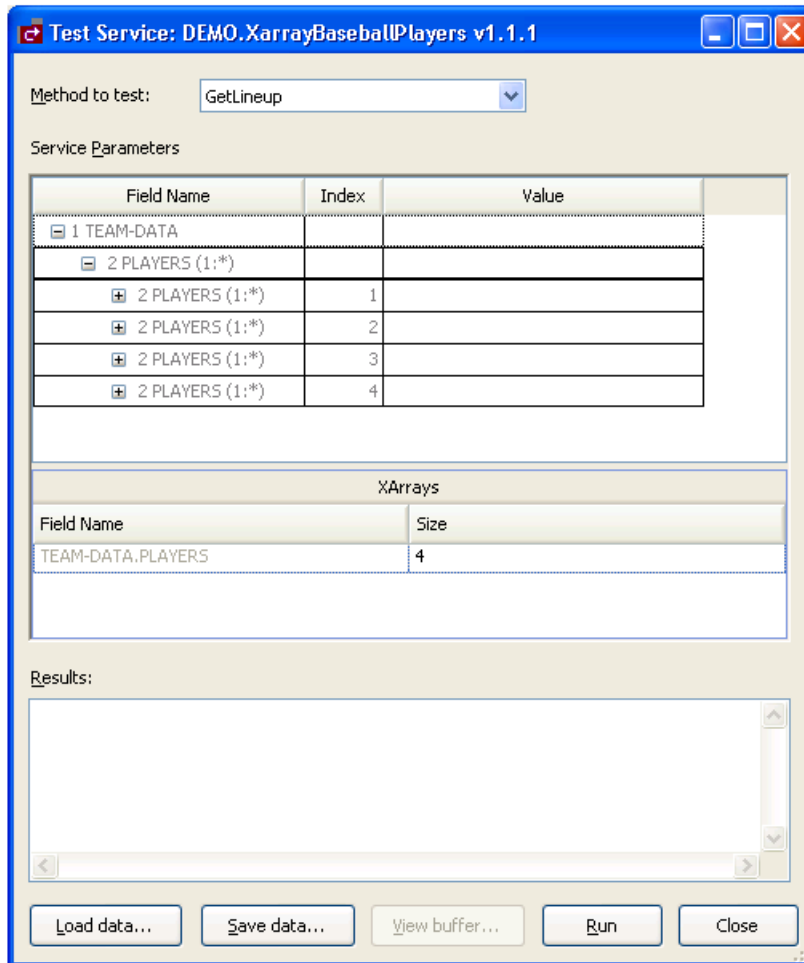 Test Service: DEMO.XarrayBaseballPlayers v1.1.1
Method to test: GetLineup
Service Parameters
Field Name Index Value
1 TEAM-DATA
2 PLAYERS (1:*)
2 PLAYERS (1:*) 1
2 PLAYERS (1:*) 2
2 PLAYERS (1:*) 3
2 PLAYERS (1:*) 4
XArrays
Field Name Size
TEAM-DATA.PLAYERS 4
Results:
Load data... Save data... View buffer... Run Close